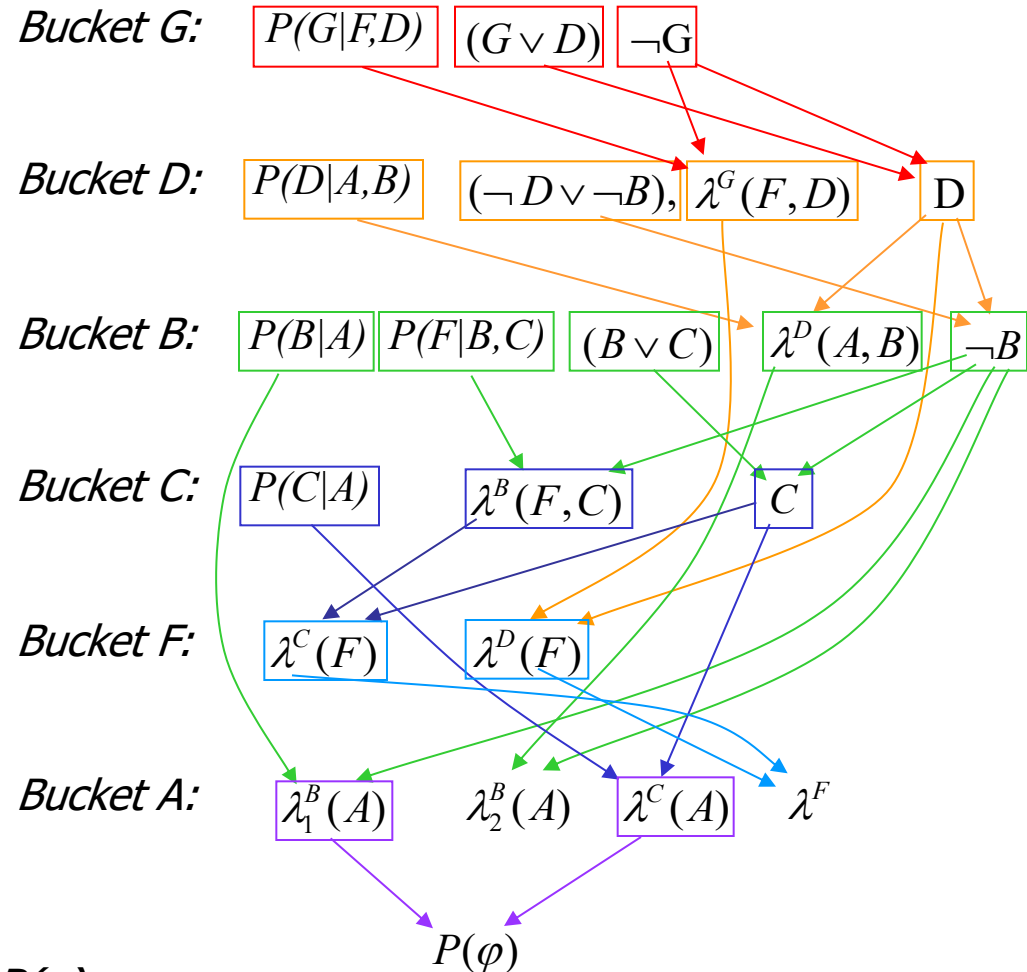 Bucket G: P(G|F,D) (G ∨ D) ¬G
Bucket D: P(D|A,B) (¬ D ∨ ¬B), λ^G(F,D) D
Bucket B: P(B|A) P(F|B,C) (B ∨ C) λ^D(A,B) ¬B
Bucket C: P(C|A) λ^B(F,C) C
Bucket F: λ^C(F) λ^D(F)
Bucket A: λ_1^B(A) λ_2^B(A) λ^C(A) λ^F
P(φ)